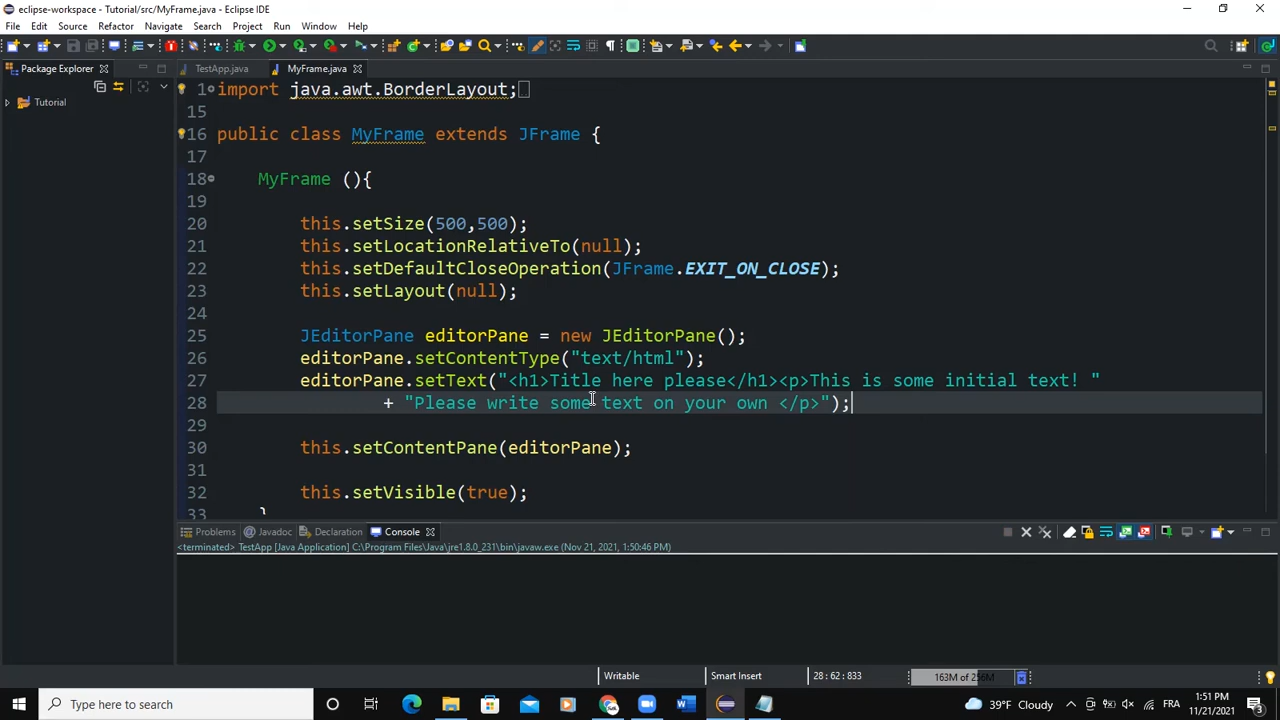 eclipse-workspace - Tutorial/src/MyFrame.java - Eclipse IDE
File Edit Source Refactor Navigate Search Project Run Window Help
Package Explorer
TestApp.java MyFrame.java
Tutorial
1 import java.awt.BorderLayout;
15
16 public class MyFrame extends JFrame {
17
18 MyFrame (){
19
20 this.setSize(500,500);
21 this.setLocationRelativeTo(null);
22 this.setDefaultCloseOperation(JFrame.EXIT_ON_CLOSE);
23 this.setLayout(null);
24
25 JEditorPane editorPane = new JEditorPane();
26 editorPane.setContentType("text/html");
27 editorPane.setText("<h1>Title here please</h1><p>This is some initial text! "
28 + "Please write some text on your own </p>");
29
30 this.setContentPane(editorPane);
31
32 this.setVisible(true);
33 }
Problems Javadoc Declaration Console
<terminated> TestApp [Java Application] C:\Program Files\Java\jre1.8.0_231\bin\javaw.exe (Nov 21, 2021, 1:50:46 PM)
Writable Smart Insert 28 : 62 : 833 163M of 256M
Type here to search
39°F Cloudy FRA 1:51 PM
11/21/2021
3